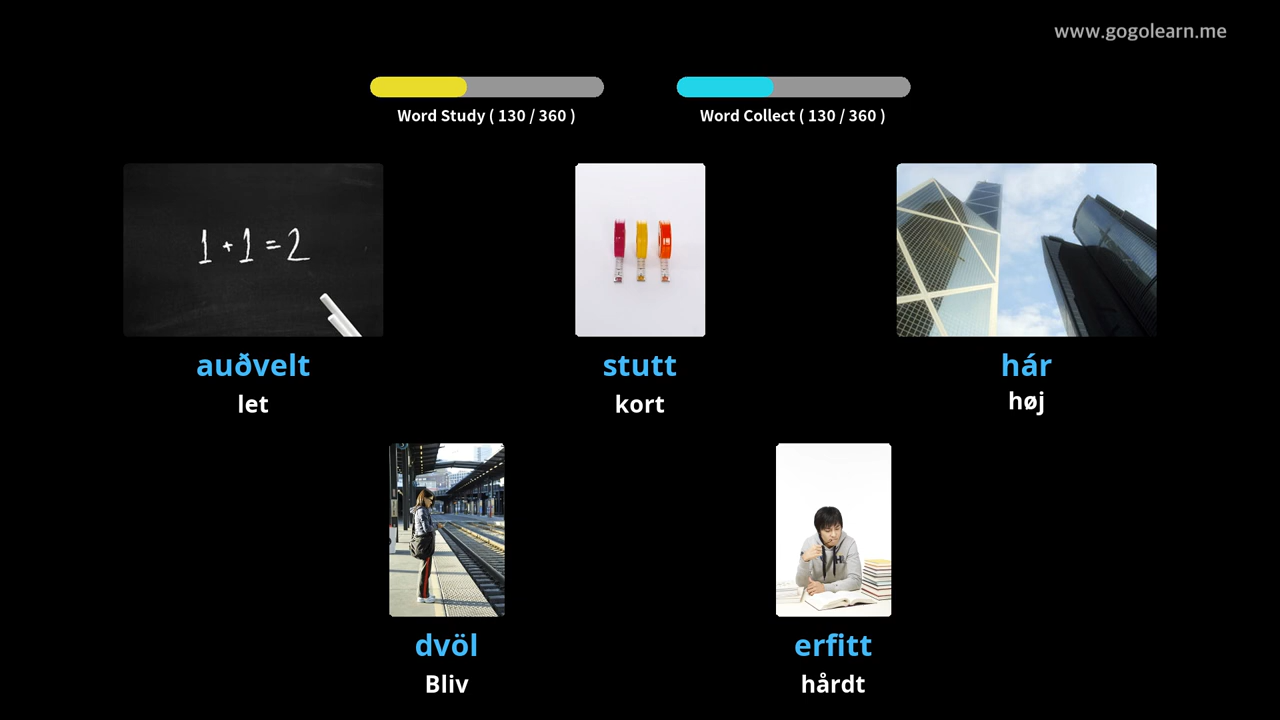 www.gogolearn.me
Word Study ( 130 / 360 )
Word Collect ( 130 / 360 )
1 + 1 = 2
auðvelt
let
stutt
kort
hár
høj
dvöl
Bliv
erfitt
hårdt